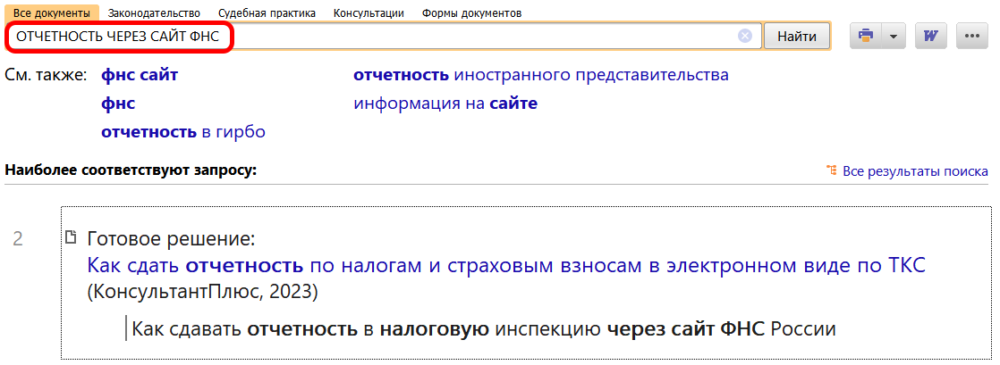 Все документы Законодательство Судебная практика Консультации Формы документов
ОТЧЕТНОСТЬ ЧЕРЕЗ САЙТ ФНС Найти W
См. также: фнс сайт отчетность иностранного представительства
фнс информация на сайте
отчетность в гирбо
Наиболее соответствуют запросу: Все результаты поиска
2 Готовое решение:
Как сдать отчетность по налогам и страховым взносам в электронном виде по ТКС
(КонсультантПлюс, 2023)
Как сдавать отчетность в налоговую инспекцию через сайт ФНС России